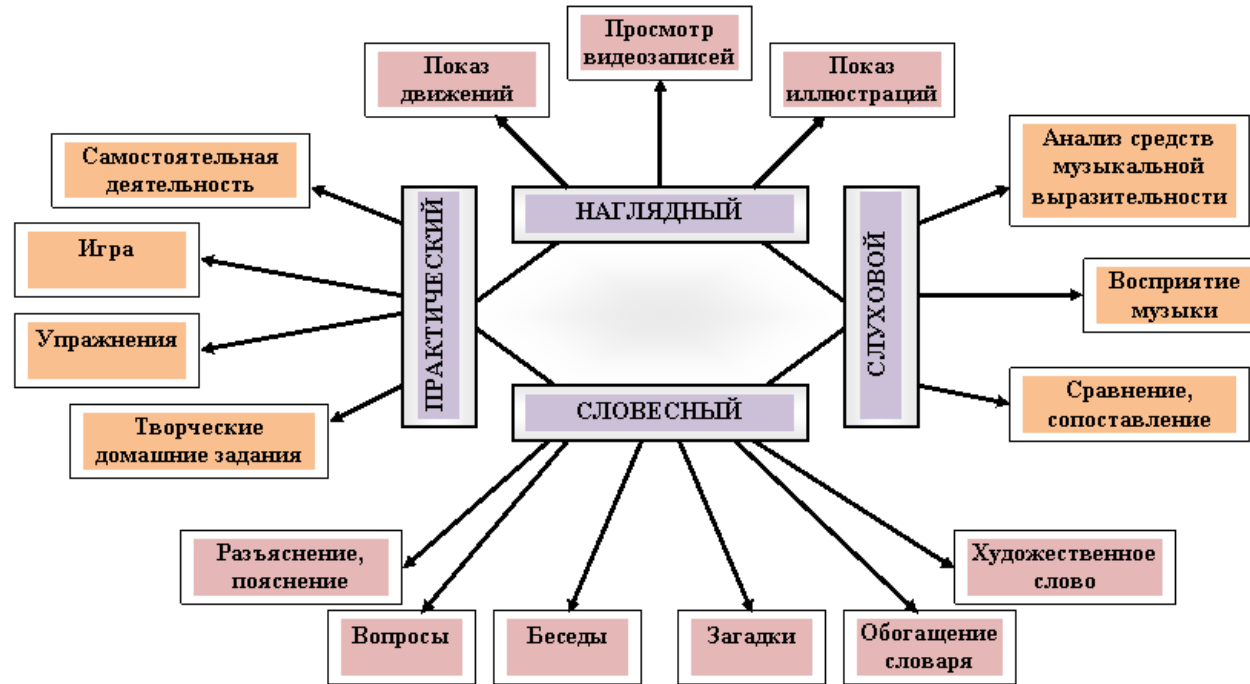 Просмотр
видеозаписей
Показ
движений
Показ
иллюстраций
Анализ средств
музыкальной
выразительности
Самостоятельная
деятельность
НАГЛЯДНЫЙ
ПРАКТИЧЕСКИЙ
СЛУХОВОЙ
Игра
Восприятие
музыки
Упражнения
Сравнение,
сопоставление
СЛОВЕСНЫЙ
Творческие
домашние задания
Разъяснение,
пояснение
Художественное
слово
Вопросы
Беседы
Загадки
Обогащение
словаря